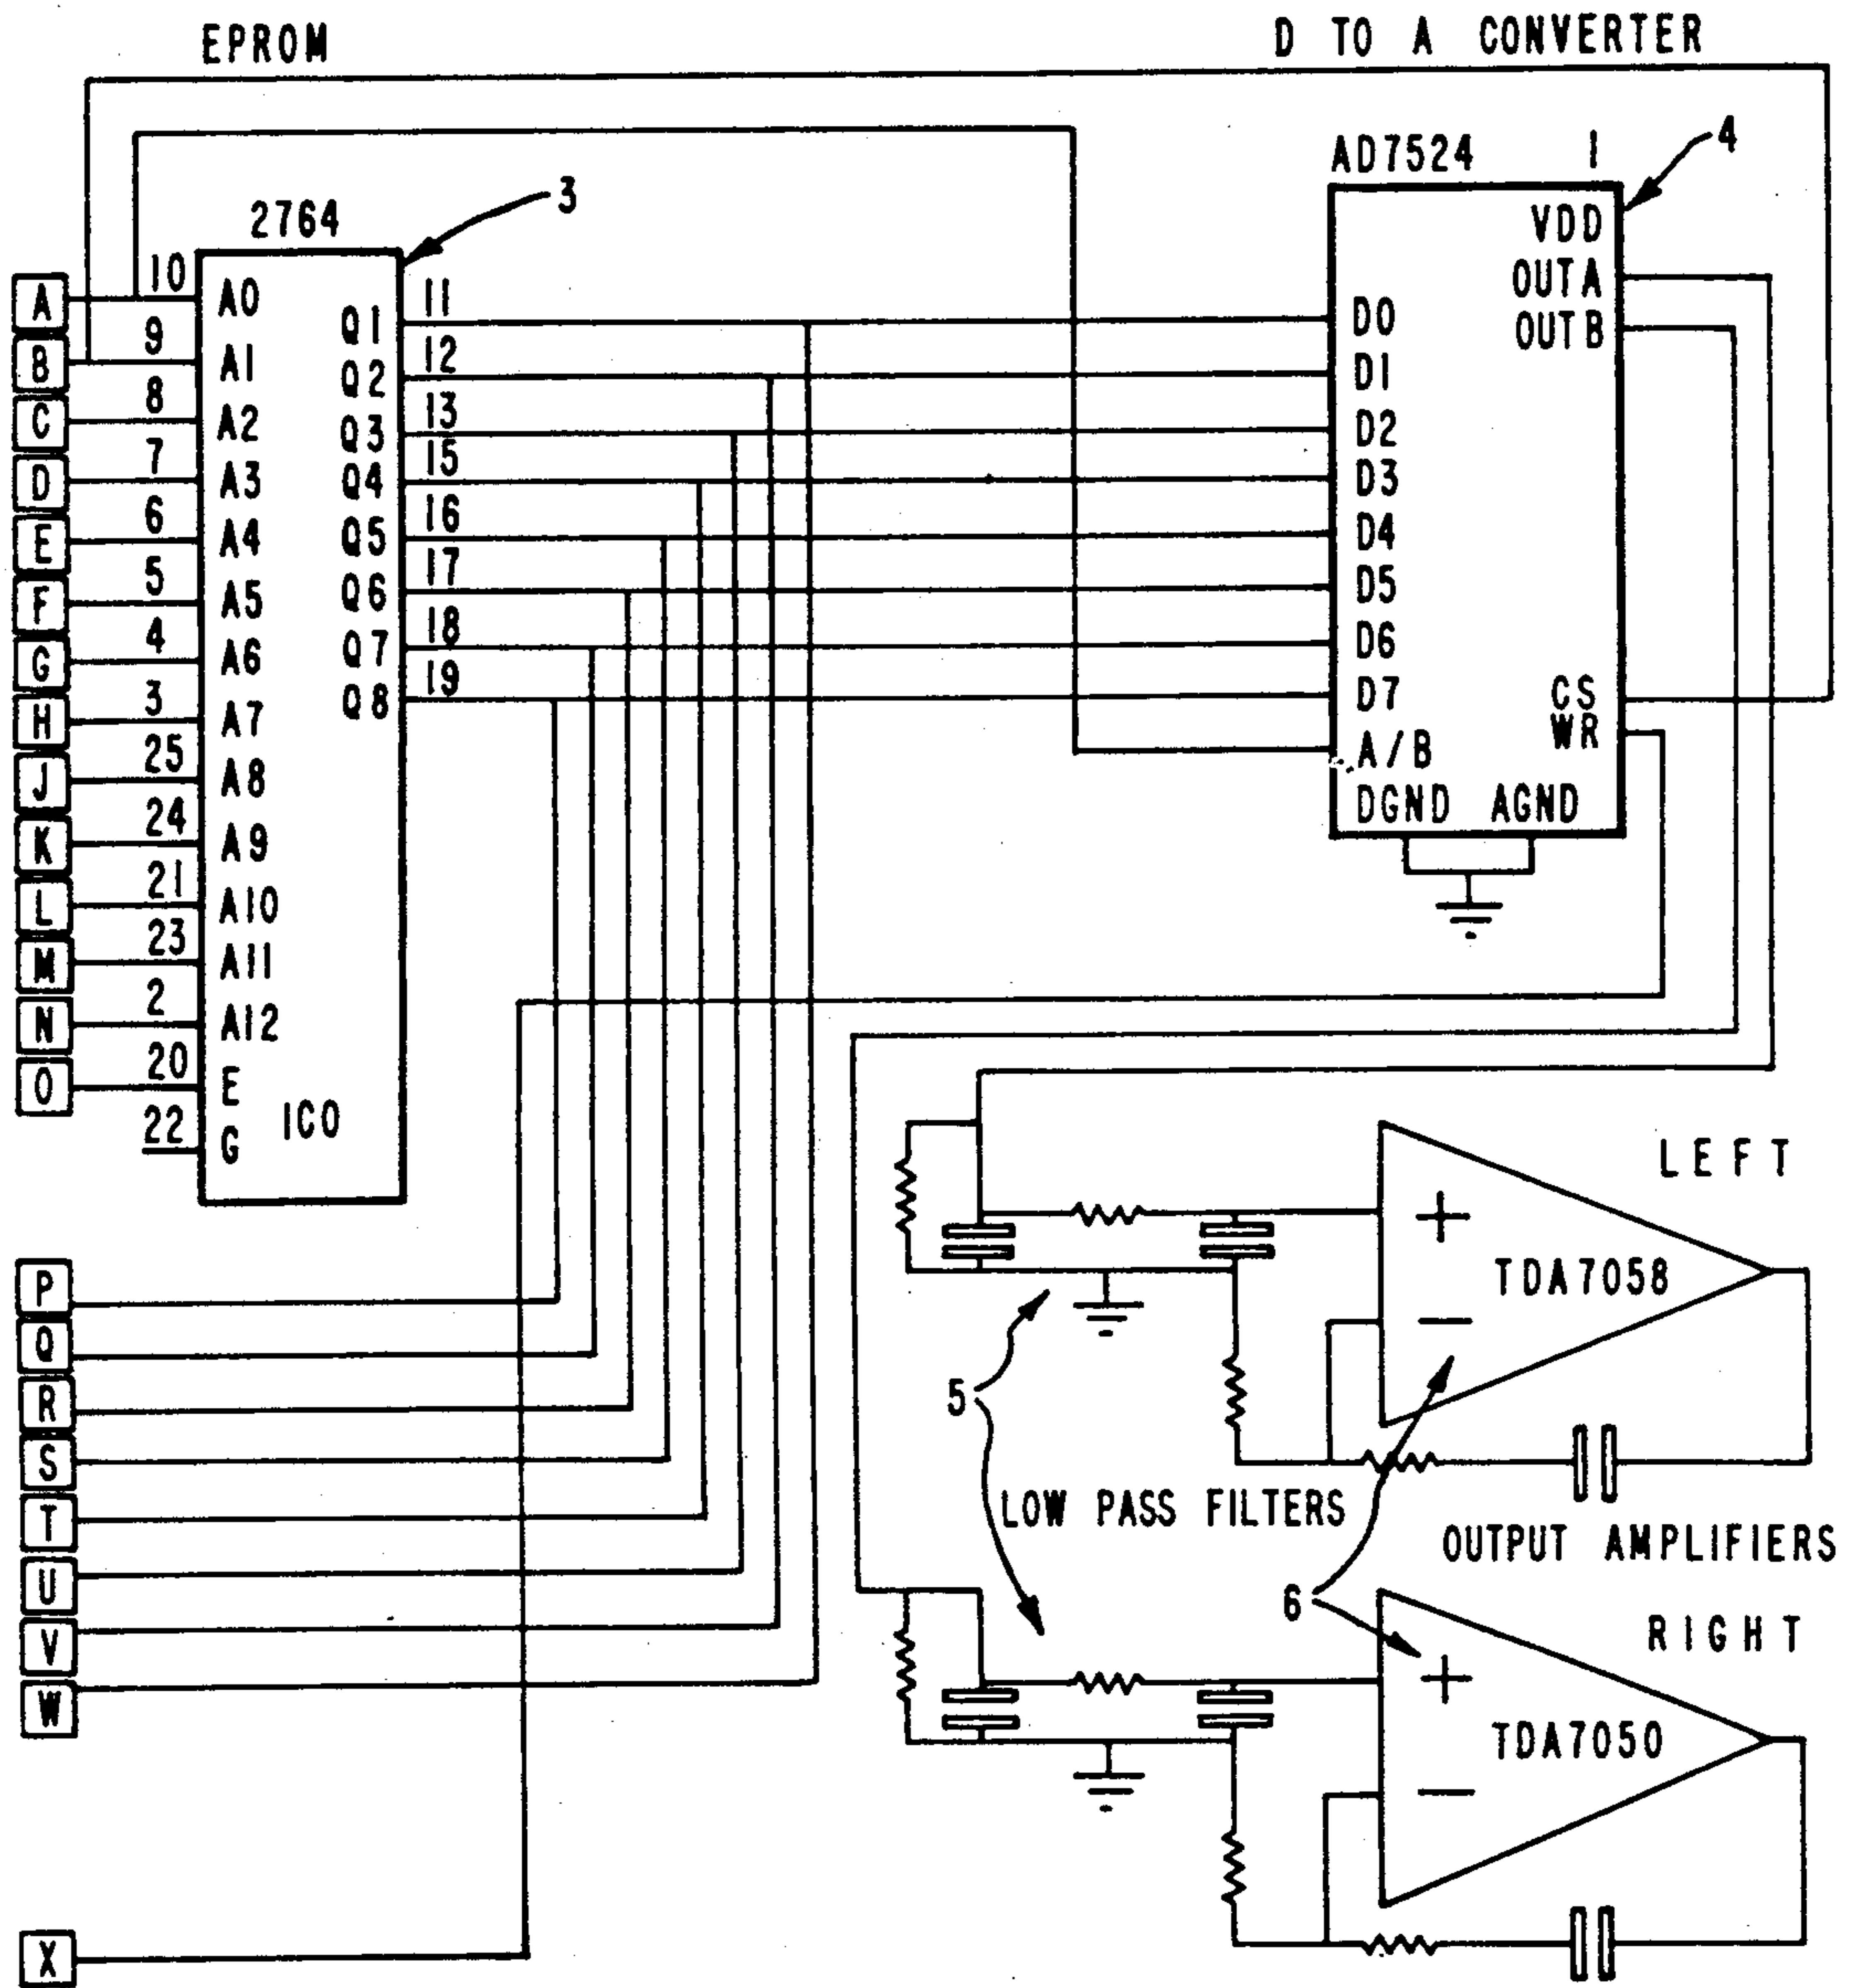 EPROM
D TO A CONVERTER
2764
3
AD7524
1
4
A 10 A0
B 9 A1
C 8 A2
D 7 A3
E 6 A4
F 5 A5
G 4 A6
H 3 A7
J 25 A8
K 24 A9
L 21 A10
M 23 A11
N 2 A12
O 20 E
22 G
IC0
Q1 11
Q2 12
Q3 13
Q4 15
Q5 16
Q6 17
Q7 18
Q8 19
VDD
OUTA
OUTB
D0
D1
D2
D3
D4
D5
D6
D7
CS
WR
A/B
DGND AGND
P
Q
R
S
T
U
V
W
X
LEFT
+
TDA7058
−
5
LOW PASS FILTERS
OUTPUT AMPLIFIERS
6
RIGHT
+
TDA7050
−